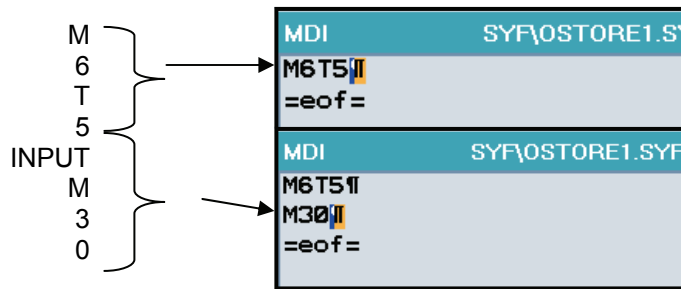 M
6
T
5
INPUT
M
3
0
MDI SYF\OSTORE1.SY
M6T5¶
=eof=
MDI SYF\OSTORE1.SYF
M6T5¶
M30¶
=eof=